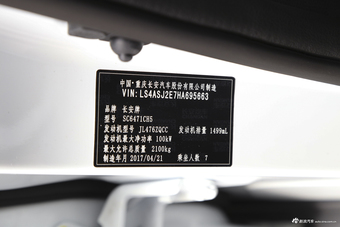 中国·重庆长安汽车股份有限公司制造
VIN: LS4ASJ2E7HA695663
品牌 长安牌
型号 SC6471CH5
发动机型号 JL476ZQCC 发动机排量 1499mL
发动机最大净功率 100kW
最大允许总质量 2100kg
制造年月 2017/04/21 乘坐人数 7